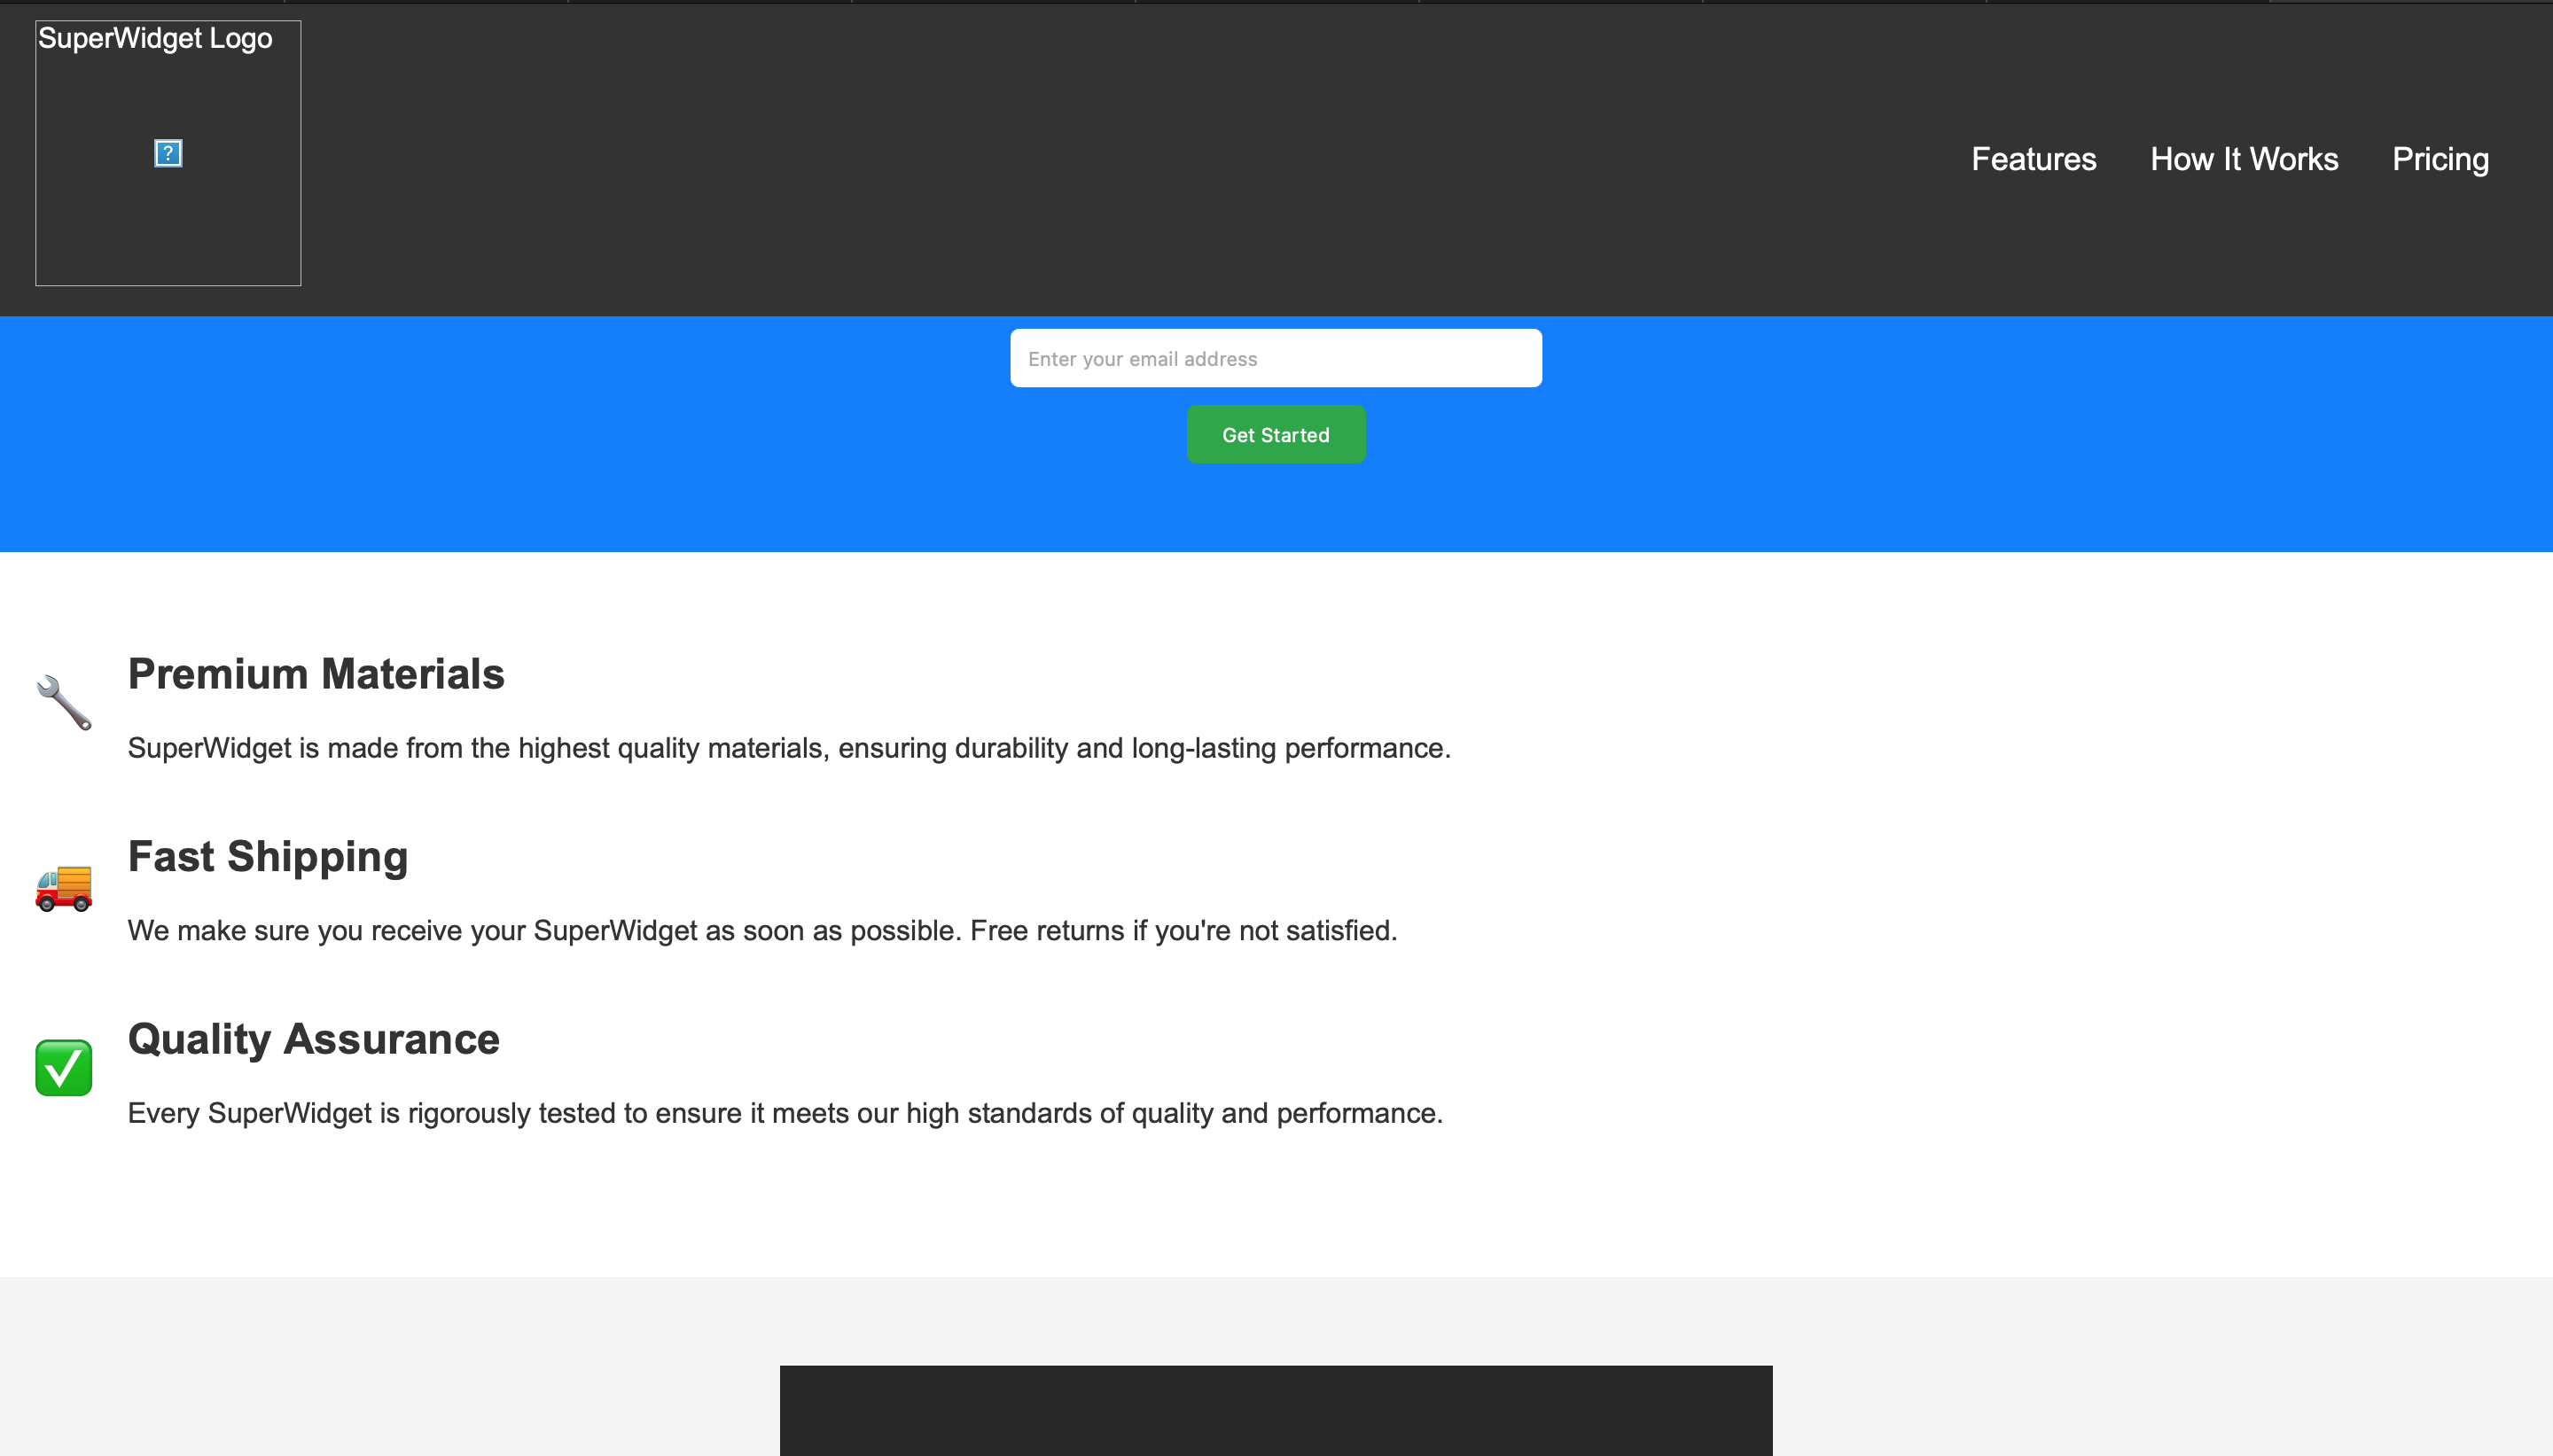 SuperWidget Logo
?
Features How It Works Pricing
Enter your email address
Get Started
Premium Materials
SuperWidget is made from the highest quality materials, ensuring durability and long-lasting performance.
Fast Shipping
We make sure you receive your SuperWidget as soon as possible. Free returns if you're not satisfied.
Quality Assurance
Every SuperWidget is rigorously tested to ensure it meets our high standards of quality and performance.